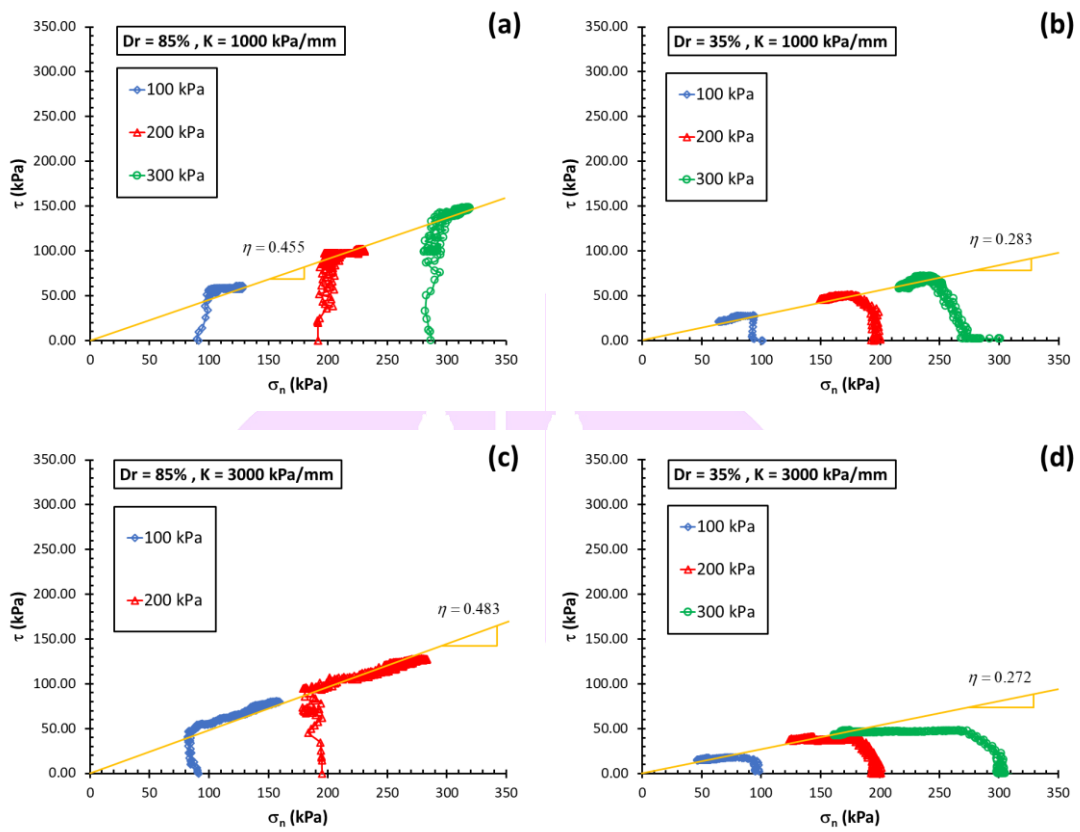 (a)
Dr = 85% , K = 1000 kPa/mm
100 kPa
200 kPa
300 kPa
η = 0.455
350.00
300.00
250.00
200.00
150.00
100.00
50.00
0.00
τ (kPa)
0 50 100 150 200 250 300 350
σn (kPa)
(b)
Dr = 35% , K = 1000 kPa/mm
100 kPa
200 kPa
300 kPa
η = 0.283
350.00
300.00
250.00
200.00
150.00
100.00
50.00
0.00
τ (kPa)
0 50 100 150 200 250 300 350
σn (kPa)
(c)
Dr = 85% , K = 3000 kPa/mm
100 kPa
200 kPa
η = 0.483
350.00
300.00
250.00
200.00
150.00
100.00
50.00
0.00
τ (kPa)
0 50 100 150 200 250 300 350
σn (kPa)
(d)
Dr = 35% , K = 3000 kPa/mm
100 kPa
200 kPa
300 kPa
η = 0.272
350.00
300.00
250.00
200.00
150.00
100.00
50.00
0.00
τ (kPa)
0 50 100 150 200 250 300 350
σn (kPa)